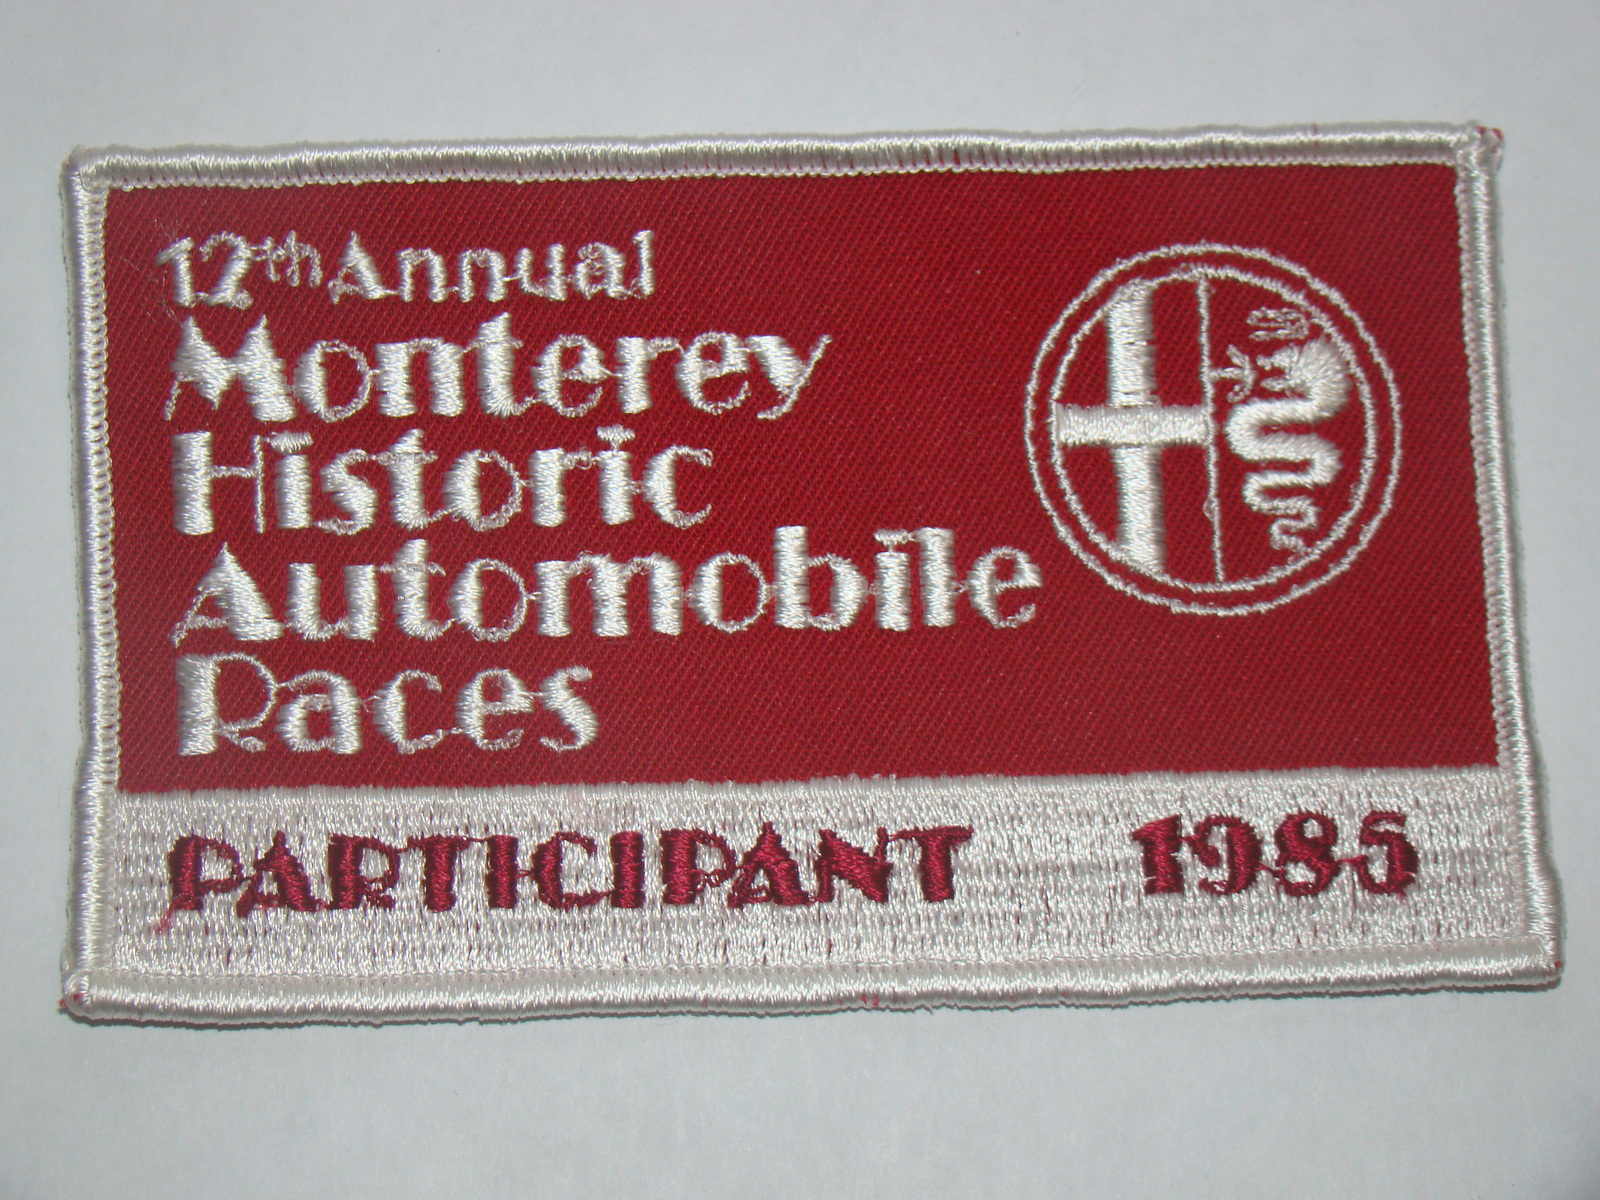 12th Annual
Monterey
Historic
Automobile
Races
PARTICIPANT 1985